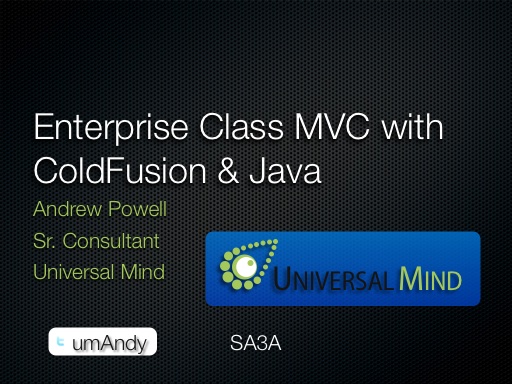 Enterprise Class MVC with
ColdFusion & Java
Andrew Powell
Sr. Consultant
Universal Mind
UNIVERSAL MIND
umAndy
SA3A